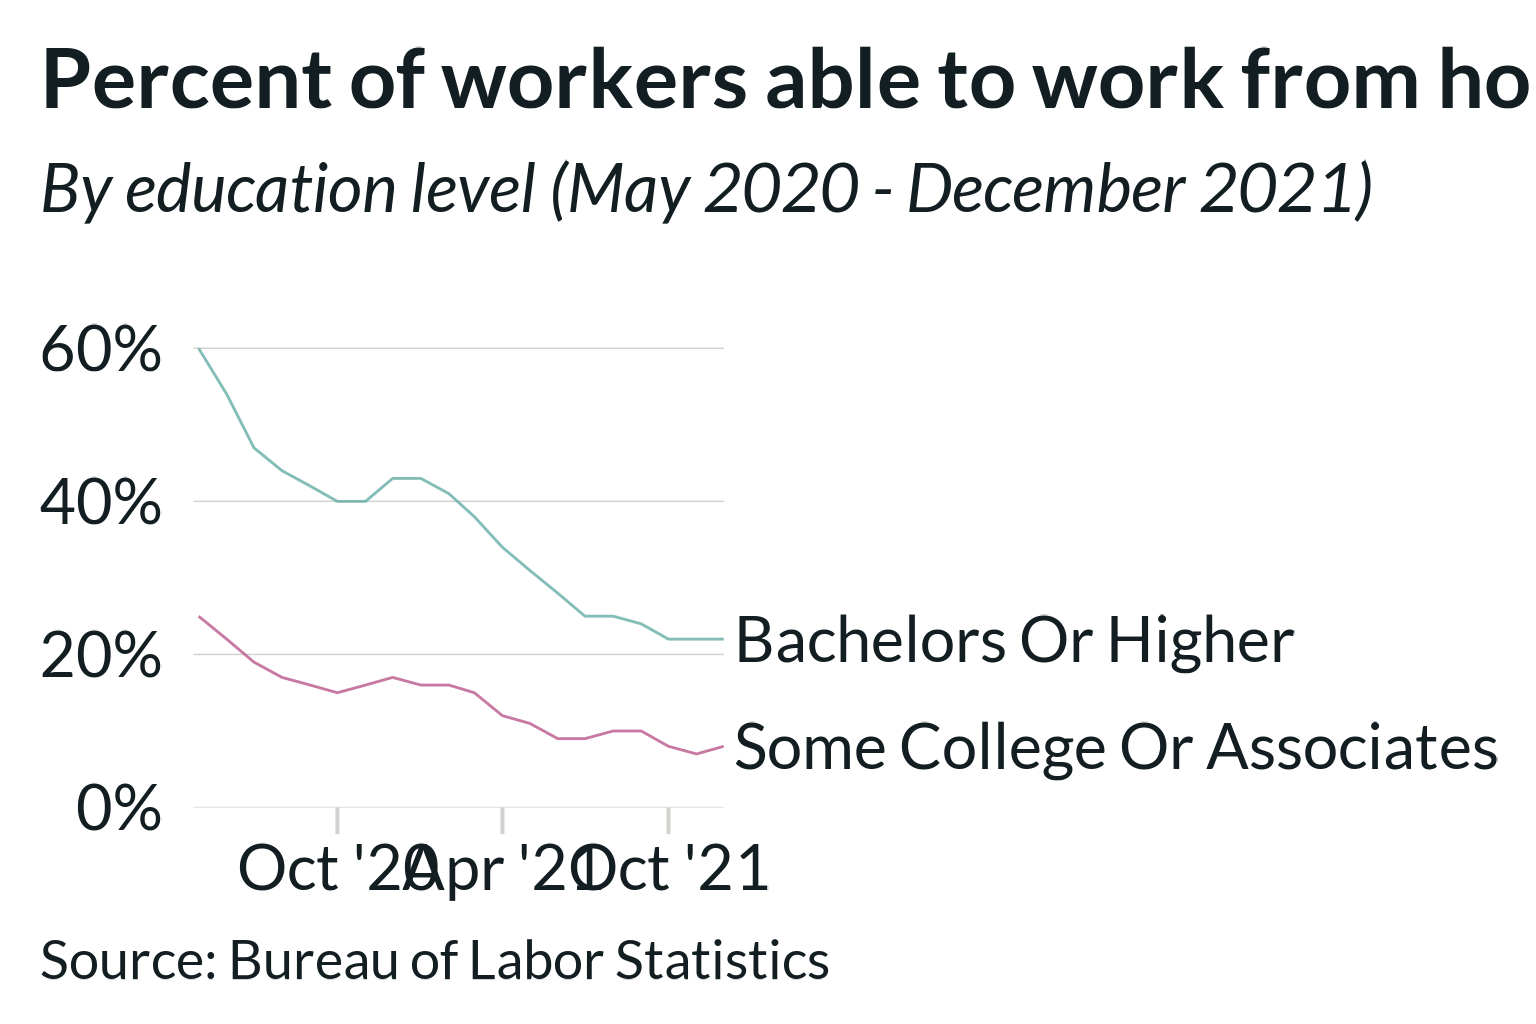 Percent of workers able to work from ho
By education level (May 2020 - December 2021)
60%
40%
20%
0%
Bachelors Or Higher
Some College Or Associates
Oct '20 Apr '21 Oct '21
Source: Bureau of Labor Statistics